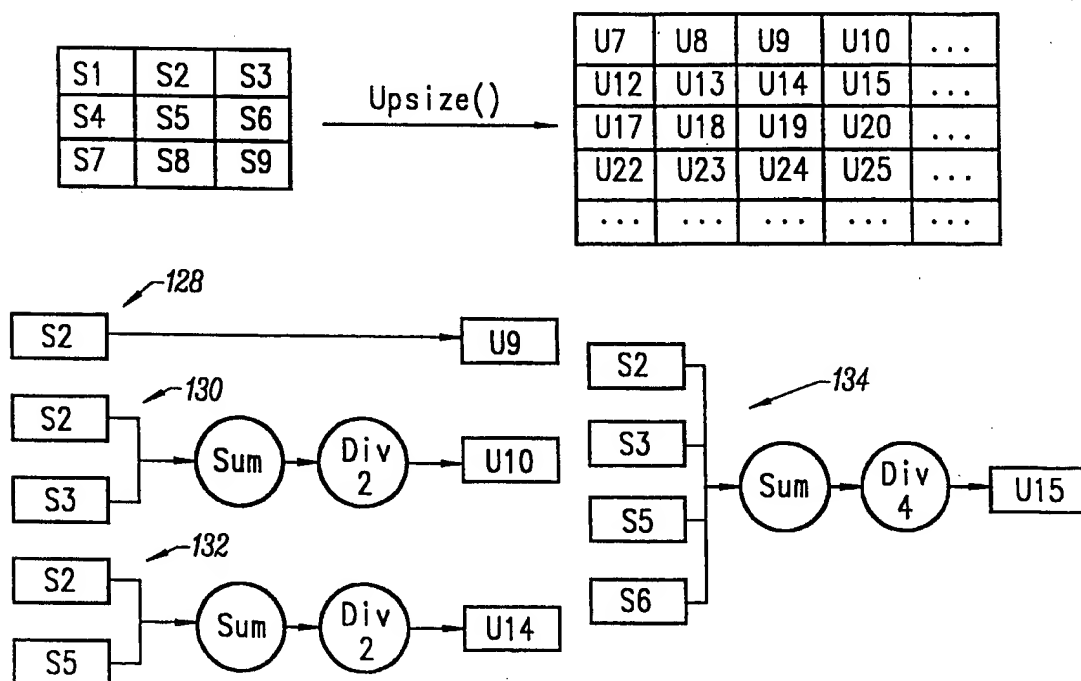 S1 S2 S3
S4 S5 S6
S7 S8 S9
Upsize()
U7 U8 U9 U10 ...
U12 U13 U14 U15 ...
U17 U18 U19 U20 ...
U22 U23 U24 U25 ...
... ... ... ... ...
128
S2 U9
130
S2
S3
Sum
Div
2
U10
132
S2
S5
Sum
Div
2
U14
134
S2
S3
S5
S6
Sum
Div
4
U15